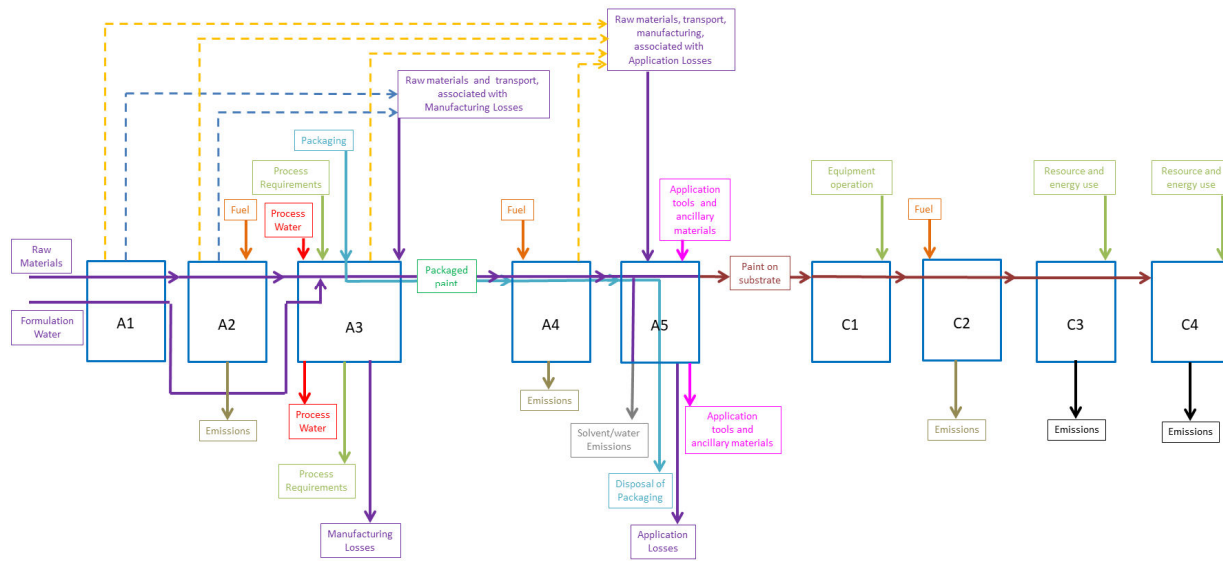 Raw materials, transport,
manufacturing,
associated with
Application Losses
Raw materials and transport,
associated with
Manufacturing Losses
Packaging
Process
Requirements
Equipment
operation
Resource and
energy use
Resource and
energy use
Application
tools and
ancillary
materials
Fuel
Process
Water
Fuel
Fuel
Raw
Materials
Packaged
paint
Paint on
substrate
Formulation
Water
A1
A2
A3
A4
A5
C1
C2
C3
C4
Emissions
Process
Water
Emissions
Solvent/water
Emissions
Application
tools and
ancillary materials
Emissions
Emissions
Emissions
Process
Requirements
Disposal of
Packaging
Manufacturing
Losses
Application
Losses